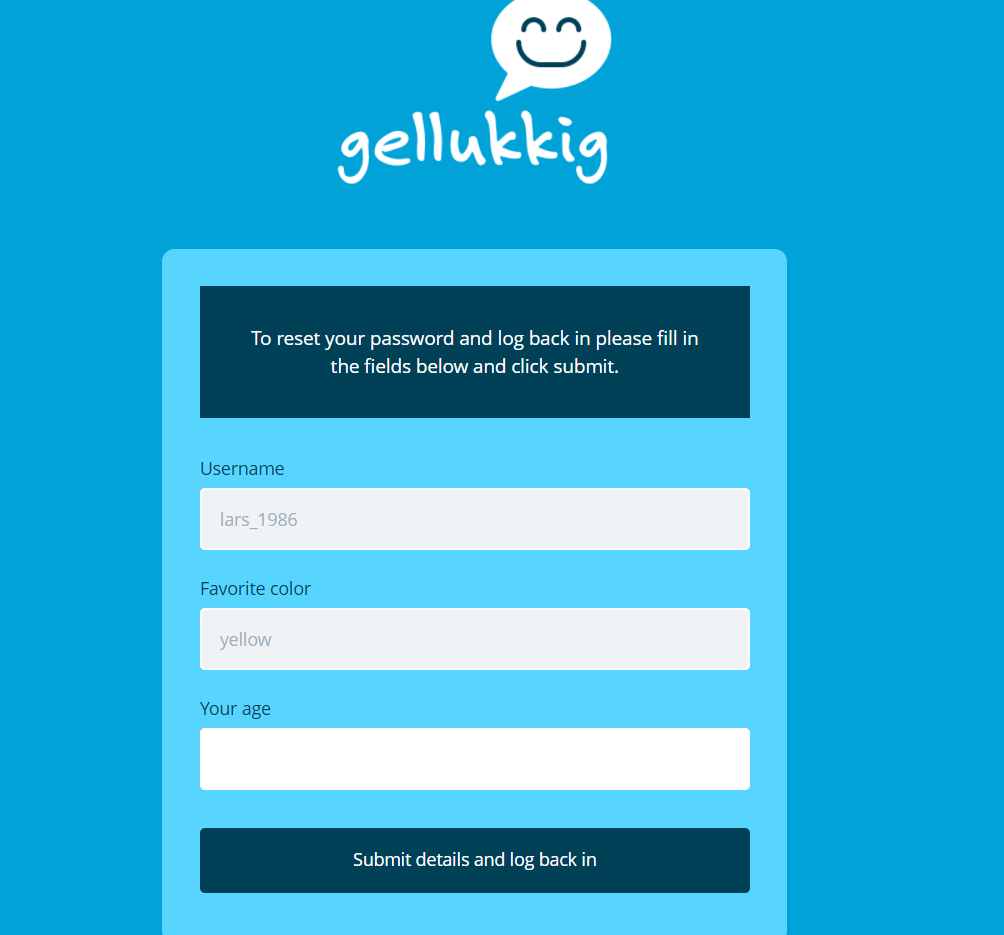 gellukkig
To reset your password and log back in please fill in
the fields below and click submit.
Username
lars_1986
Favorite color
yellow
Your age
Submit details and log back in